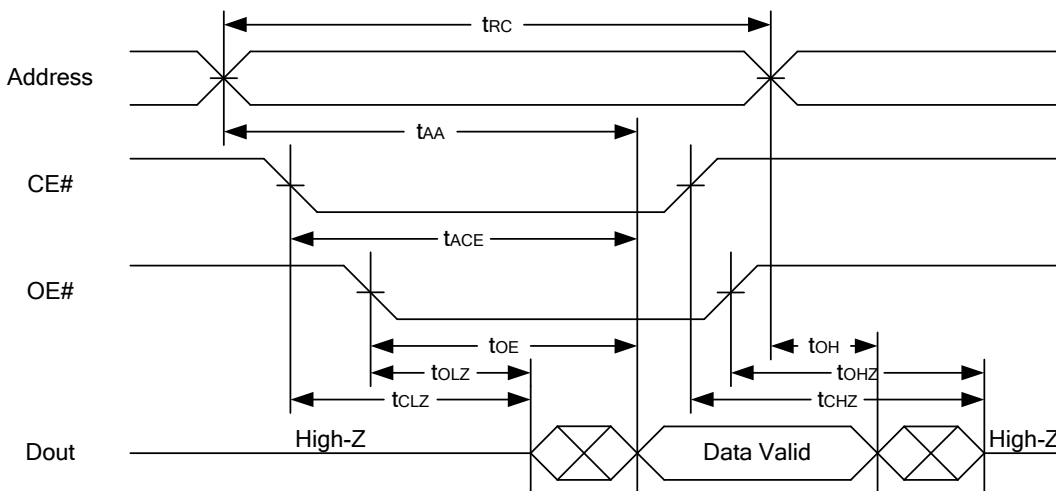 tRC
Address
tAA
CE#
tACE
OE#
tOE
tOH
tOLZ
tOHZ
tCLZ
tCHZ
High-Z
Data Valid
High-Z
Dout